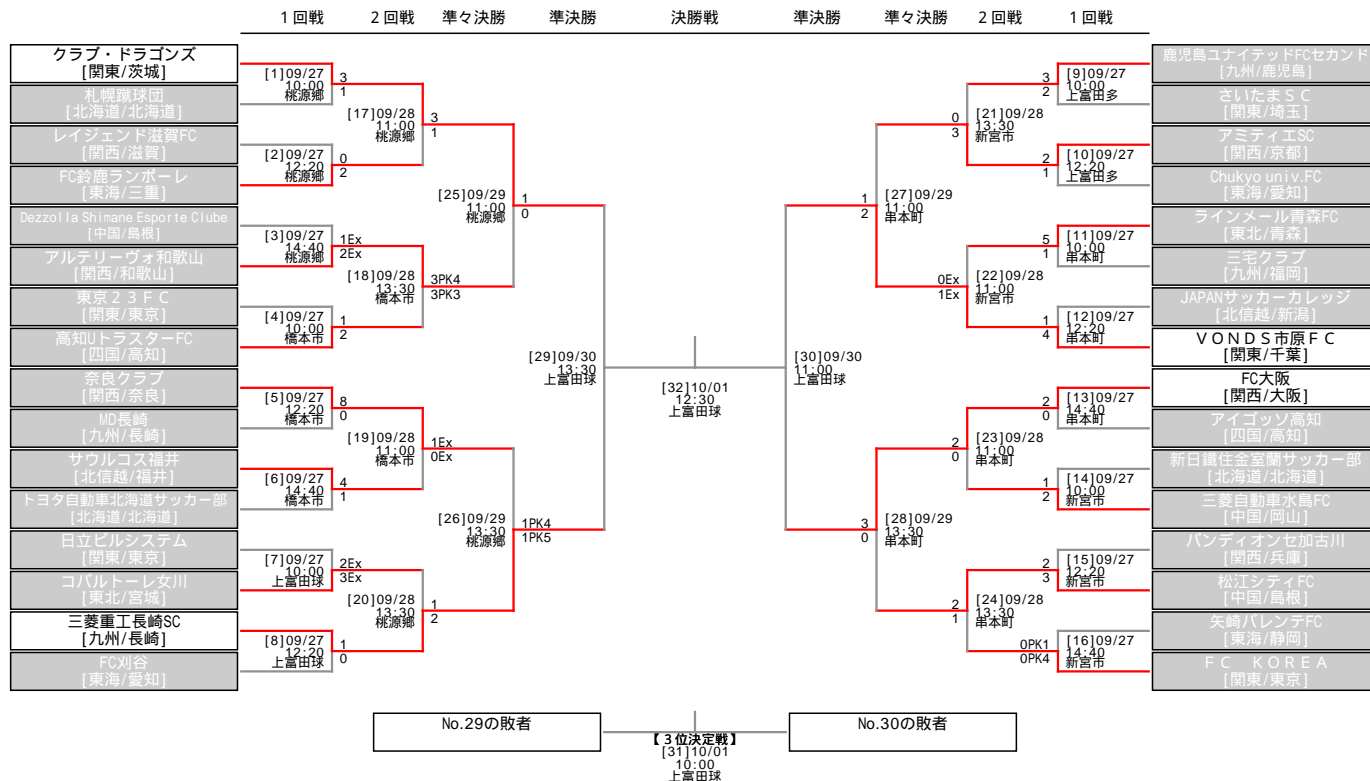 1回戦 2回戦 準々決勝 準決勝 決勝戦 準決勝 準々決勝 2回戦 1回戦
クラブ・ドラゴンズ
[関東/茨城]
札幌蹴球団
[北海道/北海道]
レイジェンド滋賀FC
[関西/滋賀]
FC鈴鹿ランポーレ
[東海/三重]
Dezzolla Shimane Esporte Clube
[中国/島根]
アルテリーヴォ和歌山
[関西/和歌山]
東京23FC
[関東/東京]
高知UトラスターFC
[四国/高知]
奈良クラブ
[関西/奈良]
MD長崎
[九州/長崎]
サウルコス福井
[北信越/福井]
トヨタ自動車北海道サッカー部
[北海道/北海道]
日立ビルシステム
[関東/東京]
コバルトーレ女川
[東北/宮城]
三菱重工長崎SC
[九州/長崎]
FC刈谷
[東海/愛知]
[1]09/27
10:00
桃源郷
3
1
[2]09/27
12:20
桃源郷
0
2
[3]09/27
14:40
桃源郷
1Ex
2Ex
[4]09/27
10:00
橋本市
1
2
[5]09/27
12:20
橋本市
8
0
[6]09/27
14:40
橋本市
4
1
[7]09/27
10:00
上富田球
2Ex
3Ex
[8]09/27
12:20
上富田球
1
0
[17]09/28
11:00
桃源郷
3
1
[18]09/28
13:30
橋本市
3PK4
3PK3
[19]09/28
11:00
橋本市
1Ex
0Ex
[20]09/28
13:30
桃源郷
1
2
[25]09/29
11:00
桃源郷
1
0
[26]09/29
13:30
桃源郷
1PK4
1PK5
[29]09/30
13:30
上富田球
[32]10/01
12:30
上富田球
[30]09/30
11:00
上富田球
1
2
[27]09/29
11:00
串本町
3
0
[28]09/29
13:30
串本町
0
3
[21]09/28
13:30
新宮市
0Ex
1Ex
[22]09/28
11:00
新宮市
2
0
[23]09/28
11:00
串本町
2
1
[24]09/28
13:30
串本町
3
2
[9]09/27
10:00
上富田多
2
1
[10]09/27
12:20
上富田多
5
1
[11]09/27
10:00
串本町
1
4
[12]09/27
12:20
串本町
2
0
[13]09/27
14:40
串本町
1
2
[14]09/27
10:00
新宮市
2
3
[15]09/27
12:20
新宮市
0PK1
0PK4
[16]09/27
14:40
新宮市
鹿児島ユナイテッドFCセカンド
[九州/鹿児島]
さいたまSC
[関東/埼玉]
アミティエSC
[関西/京都]
Chukyo univ.FC
[東海/愛知]
ラインメール青森FC
[東北/青森]
三宅クラブ
[九州/福岡]
JAPANサッカーカレッジ
[北信越/新潟]
VONDS市原FC
[関東/千葉]
FC大阪
[関西/大阪]
アイゴッソ高知
[四国/高知]
新日鐵住金室蘭サッカー部
[北海道/北海道]
三菱自動車水島FC
[中国/岡山]
バンディオンセ加古川
[関西/兵庫]
松江シティFC
[中国/島根]
矢崎バレンテFC
[東海/静岡]
FC KOREA
[関東/東京]
No.29の敗者
No.30の敗者
【3位決定戦】
[31]10/01
10:00
上富田球